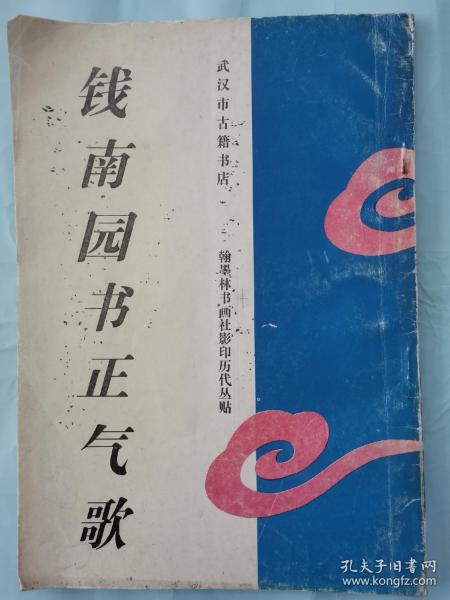 钱南园书正气歌
武汉市古籍书店
翰墨林书画社影印历代丛贴
孔夫子旧书网
www.kongfz.com